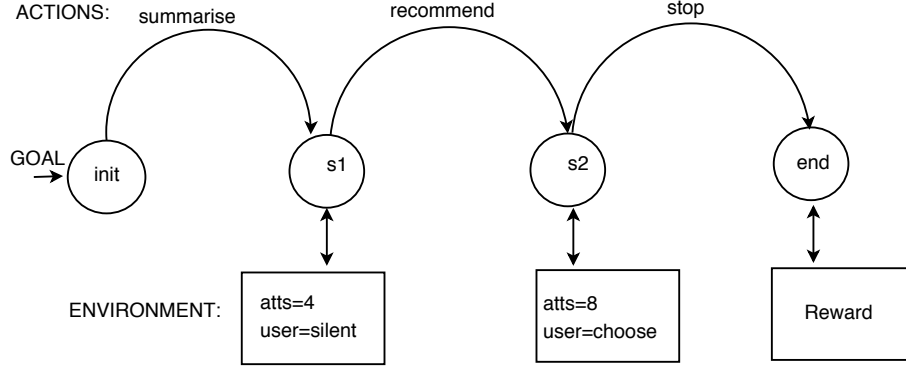 ACTIONS:
summarise
recommend
stop
GOAL
init
s1
s2
end
ENVIRONMENT:
atts=4
user=silent
atts=8
user=choose
Reward